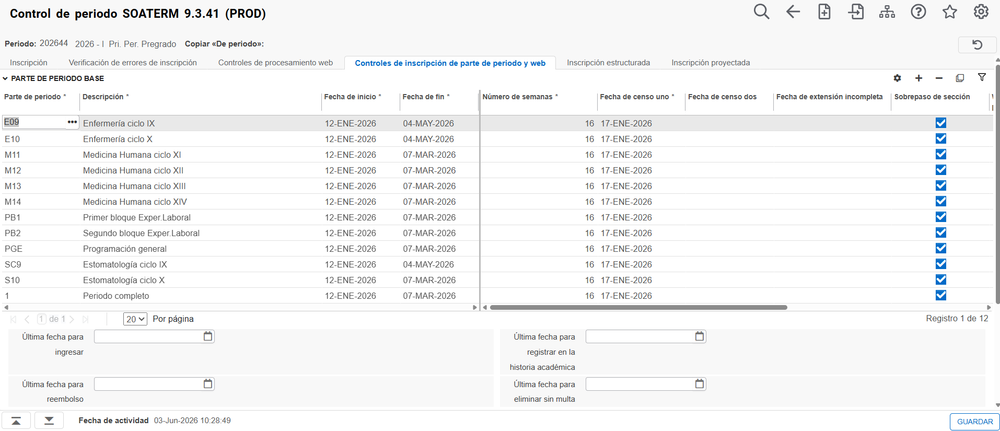 Control de periodo SOATERM 9.3.41 (PROD)
Periodo: 202644 2026 - I Pri. Per. Pregrado Copiar «De periodo»:
Inscripción Verificación de errores de inscripción Controles de procesamiento web Controles de inscripción de parte de periodo y web Inscripción estructurada Inscripción proyectada
PARTE DE PERIODO BASE
Parte de periodo * Descripción * Fecha de inicio * Fecha de fin * Número de semanas * Fecha de censo uno * Fecha de censo dos Fecha de extensión incompleta Sobrepaso de sección
E09 Enfermería ciclo IX 12-ENE-2026 04-MAY-2026 16 17-ENE-2026
E10 Enfermería ciclo X 12-ENE-2026 04-MAY-2026 16 17-ENE-2026
M11 Medicina Humana ciclo XI 12-ENE-2026 07-MAR-2026 16 17-ENE-2026
M12 Medicina Humana ciclo XII 12-ENE-2026 07-MAR-2026 16 17-ENE-2026
M13 Medicina Humana ciclo XIII 12-ENE-2026 07-MAR-2026 16 17-ENE-2026
M14 Medicina Humana ciclo XIV 12-ENE-2026 07-MAR-2026 16 17-ENE-2026
PB1 Primer bloque Exper.Laboral 12-ENE-2026 07-MAR-2026 16 17-ENE-2026
PB2 Segundo bloque Exper.Laboral 12-ENE-2026 07-MAR-2026 16 17-ENE-2026
PGE Programación general 12-ENE-2026 07-MAR-2026 16 17-ENE-2026
SC9 Estomatología ciclo IX 12-ENE-2026 04-MAY-2026 16 17-ENE-2026
S10 Estomatología ciclo X 12-ENE-2026 07-MAR-2026 16 17-ENE-2026
1 Periodo completo 12-ENE-2026 07-MAR-2026 16 17-ENE-2026
1 de 1 20 Por página Registro 1 de 12
Última fecha para
ingresar
Última fecha para
registrar en la
historia académica
Última fecha para
reembolso
Última fecha para
eliminar sin multa
Fecha de actividad 03-Jun-2026 10:28:49 GUARDAR